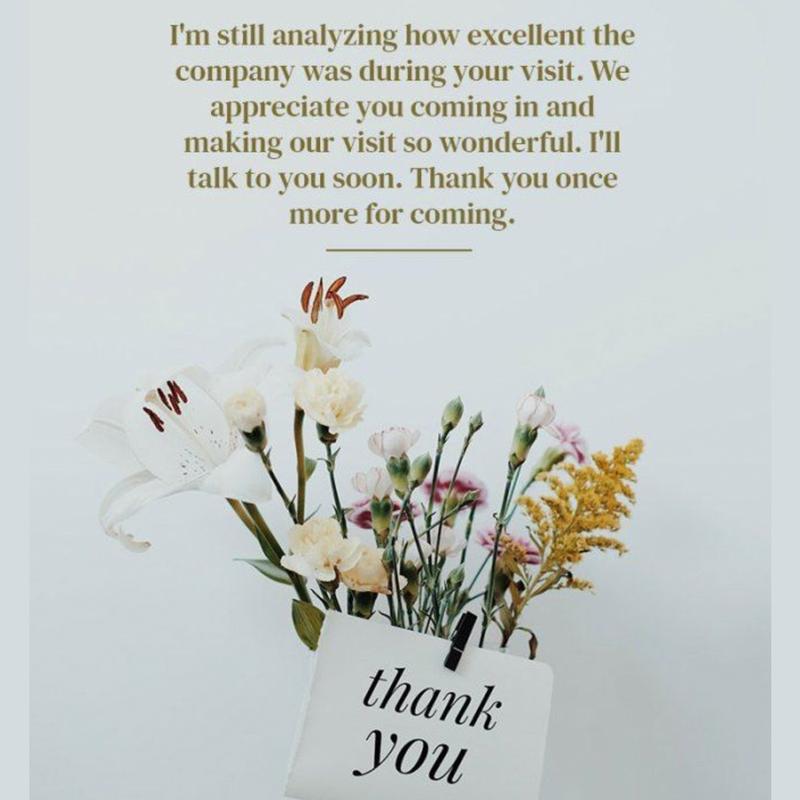 I'm still analyzing how excellent the
company was during your visit. We
appreciate you coming in and
making our visit so wonderful. I'll
talk to you soon. Thank you once
more for coming.
thank
you